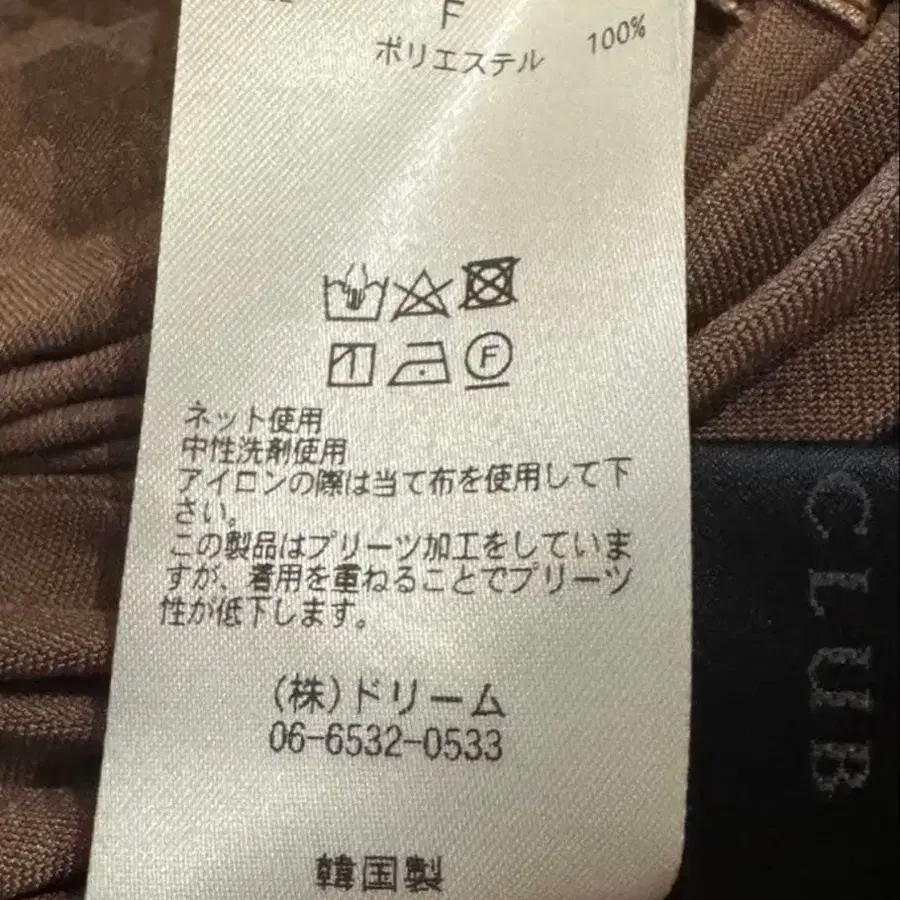 F
ポリエステル 100%
F
ネット使用
中性洗剤使用
アイロンの際は当て布を使用して下
さい。
この製品はプリーツ加工をしていま
すが、着用を重ねることでプリーツ
性が低下します。
(株)ドリーム
06-6532-0533
韓国製
CLUB